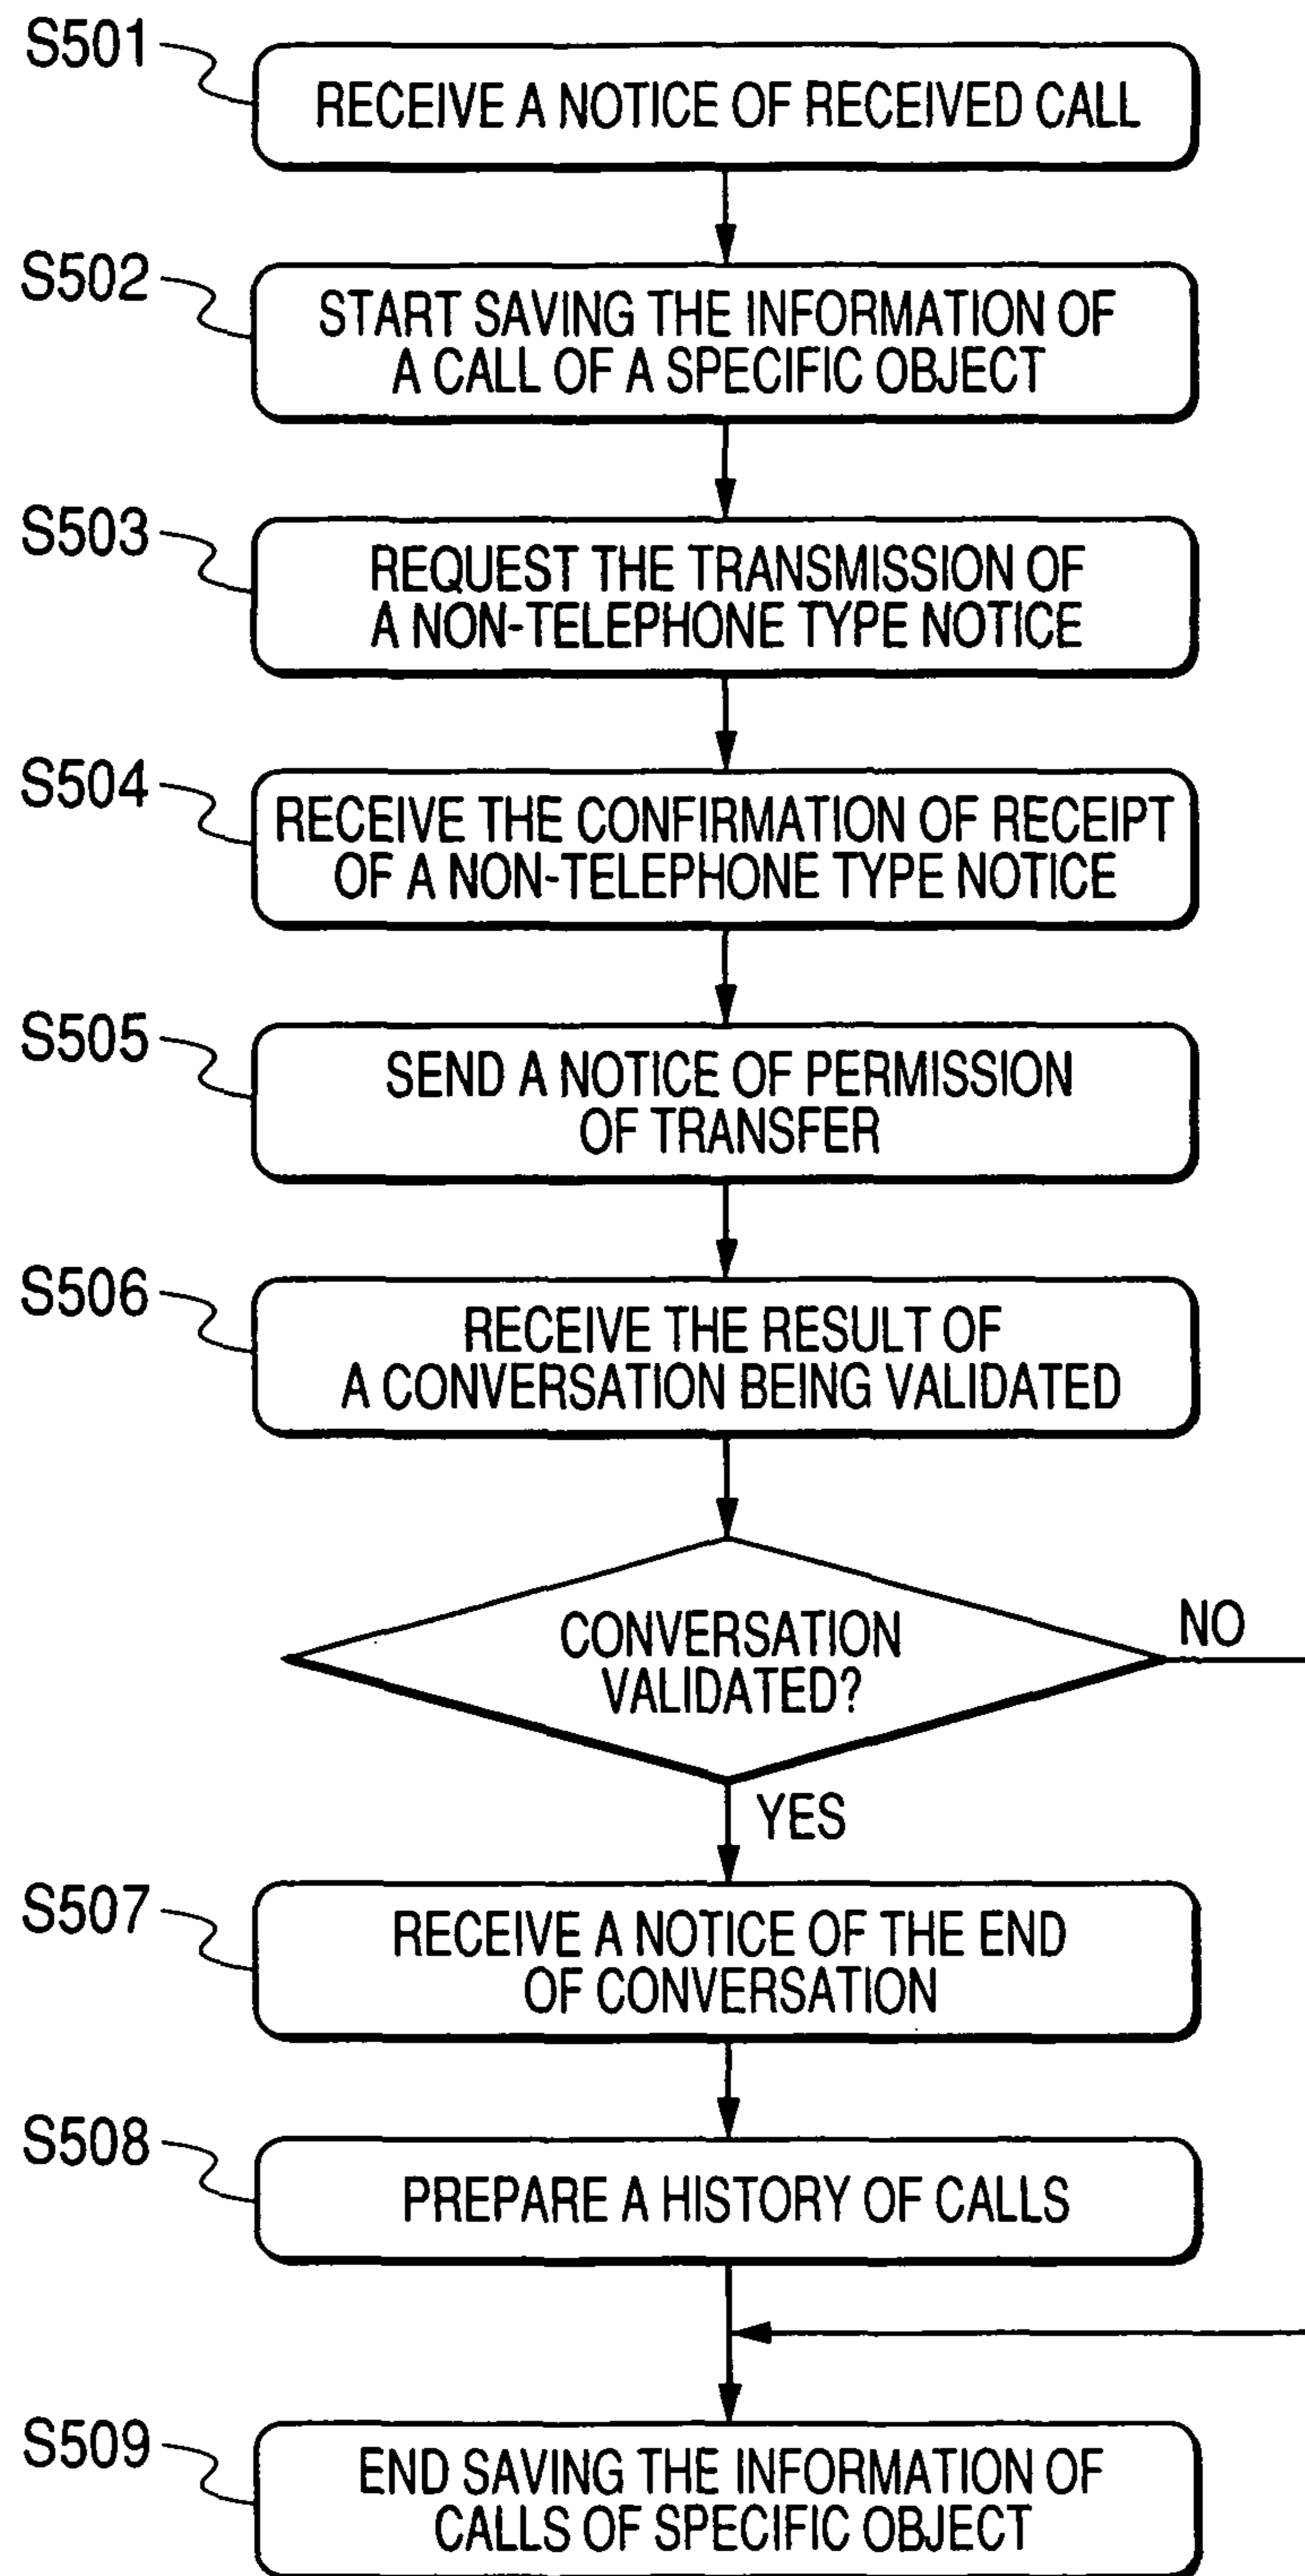 S501
RECEIVE A NOTICE OF RECEIVED CALL
S502
START SAVING THE INFORMATION OF
A CALL OF A SPECIFIC OBJECT
S503
REQUEST THE TRANSMISSION OF
A NON-TELEPHONE TYPE NOTICE
S504
RECEIVE THE CONFIRMATION OF RECEIPT
OF A NON-TELEPHONE TYPE NOTICE
S505
SEND A NOTICE OF PERMISSION
OF TRANSFER
S506
RECEIVE THE RESULT OF
A CONVERSATION BEING VALIDATED
CONVERSATION
VALIDATED?
NO
YES
S507
RECEIVE A NOTICE OF THE END
OF CONVERSATION
S508
PREPARE A HISTORY OF CALLS
S509
END SAVING THE INFORMATION OF
CALLS OF SPECIFIC OBJECT